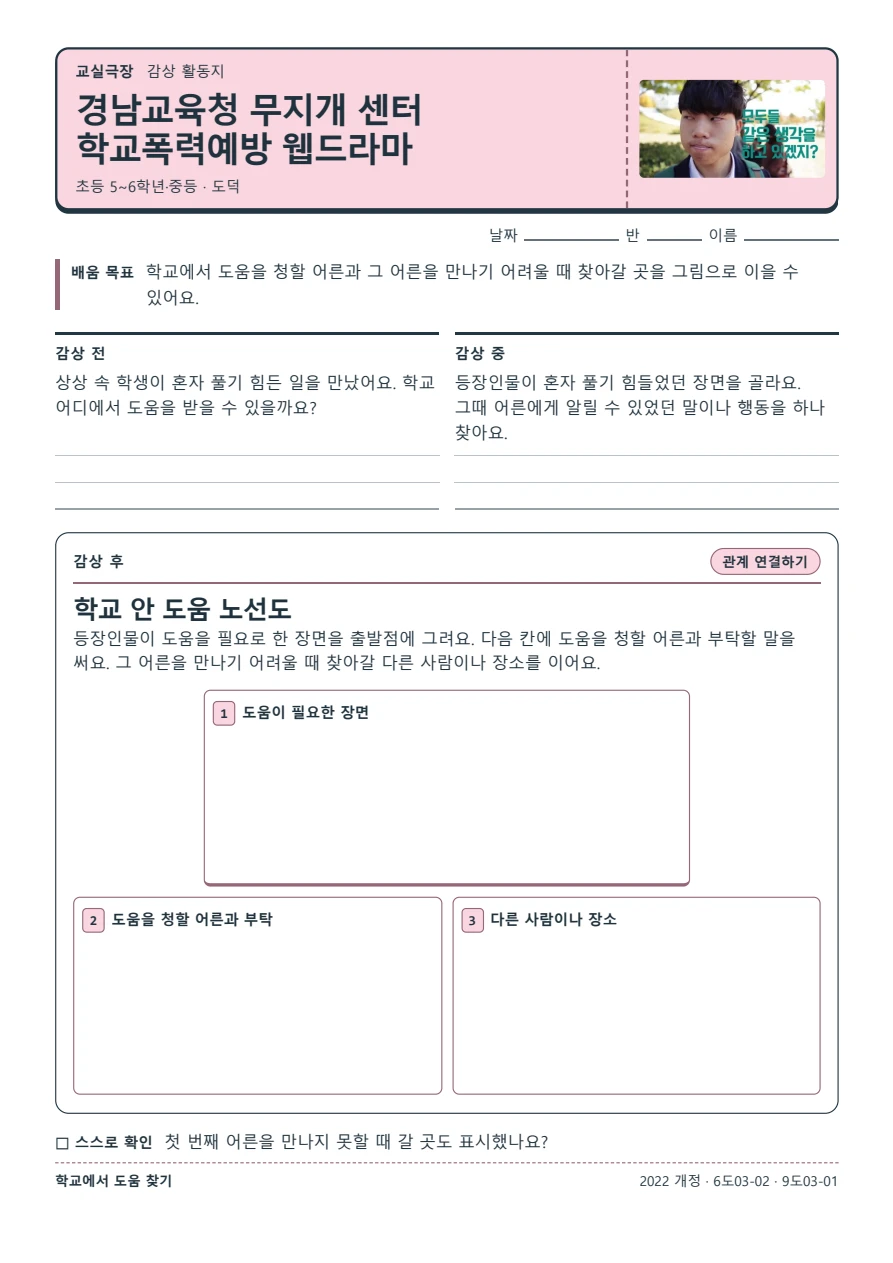 교실극장 감상 활동지
경남교육청 무지개 센터
학교폭력예방 웹드라마
초등 5~6학년·중등 · 도덕
모두들
같은 생각을
하고 있겠지?
날짜 반 이름
배움 목표 학교에서 도움을 청할 어른과 그 어른을 만나기 어려울 때 찾아갈 곳을 그림으로 이을 수
있어요.
감상 전
상상 속 학생이 혼자 풀기 힘든 일을 만났어요. 학교
어디에서 도움을 받을 수 있을까요?
감상 중
등장인물이 혼자 풀기 힘들었던 장면을 골라요.
그때 어른에게 알릴 수 있었던 말이나 행동을 하나
찾아요.
감상 후
관계 연결하기
학교 안 도움 노선도
등장인물이 도움을 필요로 한 장면을 출발점에 그려요. 다음 칸에 도움을 청할 어른과 부탁할 말을
써요. 그 어른을 만나기 어려울 때 찾아갈 다른 사람이나 장소를 이어요.
1 도움이 필요한 장면
2 도움을 청할 어른과 부탁
3 다른 사람이나 장소
□ 스스로 확인 첫 번째 어른을 만나지 못할 때 갈 곳도 표시했나요?
학교에서 도움 찾기
2022 개정 · 6도03-02 · 9도03-01